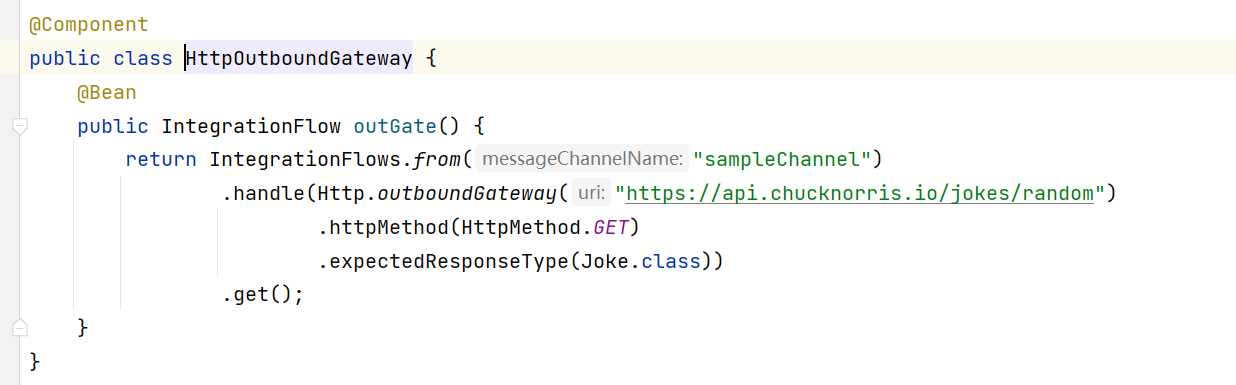 @Component
public class HttpOutboundGateway {
    @Bean
    public IntegrationFlow outGate() {
        return IntegrationFlows.from( messageChannelName: "sampleChannel")
                .handle(Http.outboundGateway( uri: "https://api.chucknorris.io/jokes/random")
                        .httpMethod(HttpMethod.GET)
                        .expectedResponseType(Joke.class))
                .get();
    }
}